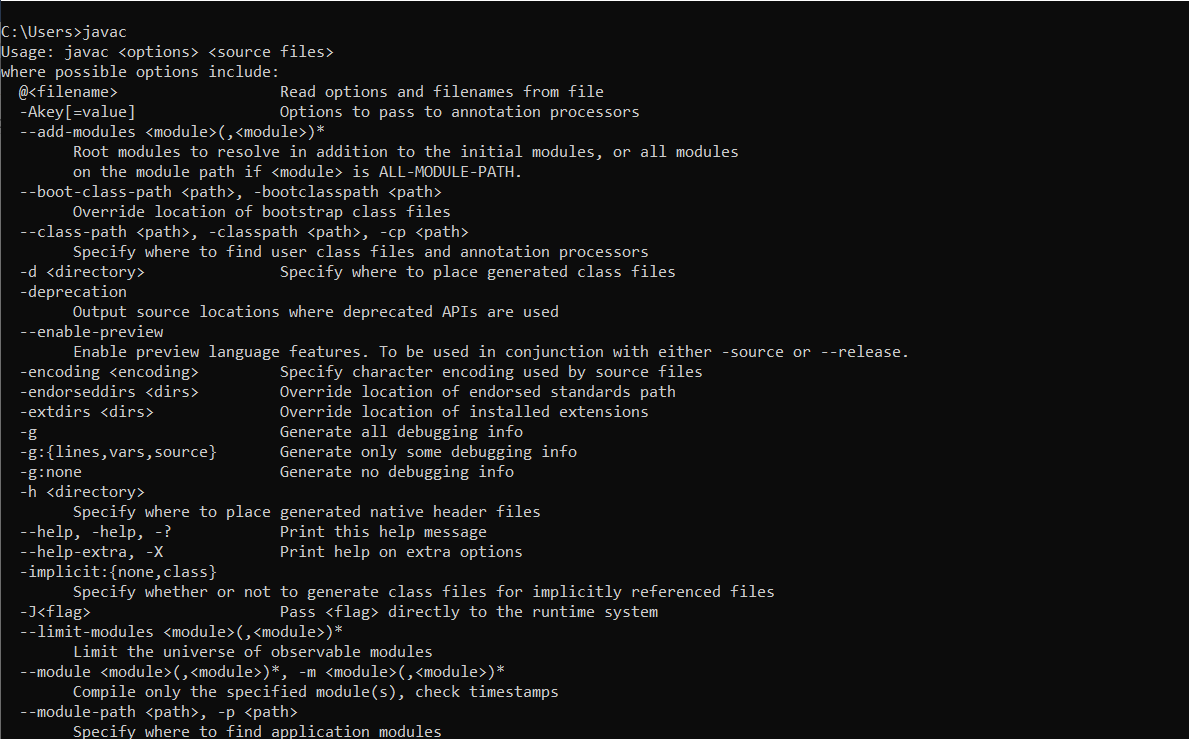 C:\Users>javac
Usage: javac <options> <source files>
where possible options include:
  @<filename>                  Read options and filenames from file
  -Akey[=value]                Options to pass to annotation processors
  --add-modules <module>(,<module>)*
        Root modules to resolve in addition to the initial modules, or all modules
        on the module path if <module> is ALL-MODULE-PATH.
  --boot-class-path <path>, -bootclasspath <path>
        Override location of bootstrap class files
  --class-path <path>, -classpath <path>, -cp <path>
        Specify where to find user class files and annotation processors
  -d <directory>               Specify where to place generated class files
  -deprecation
        Output source locations where deprecated APIs are used
  --enable-preview
        Enable preview language features. To be used in conjunction with either -source or --release.
  -encoding <encoding>         Specify character encoding used by source files
  -endorseddirs <dirs>         Override location of endorsed standards path
  -extdirs <dirs>              Override location of installed extensions
  -g                           Generate all debugging info
  -g:{lines,vars,source}       Generate only some debugging info
  -g:none                      Generate no debugging info
  -h <directory>
        Specify where to place generated native header files
  --help, -help, -?            Print this help message
  --help-extra, -X             Print help on extra options
  -implicit:{none,class}
        Specify whether or not to generate class files for implicitly referenced files
  -J<flag>                     Pass <flag> directly to the runtime system
  --limit-modules <module>(,<module>)*
        Limit the universe of observable modules
  --module <module>(,<module>)*, -m <module>(,<module>)*
        Compile only the specified module(s), check timestamps
  --module-path <path>, -p <path>
        Specify where to find application modules